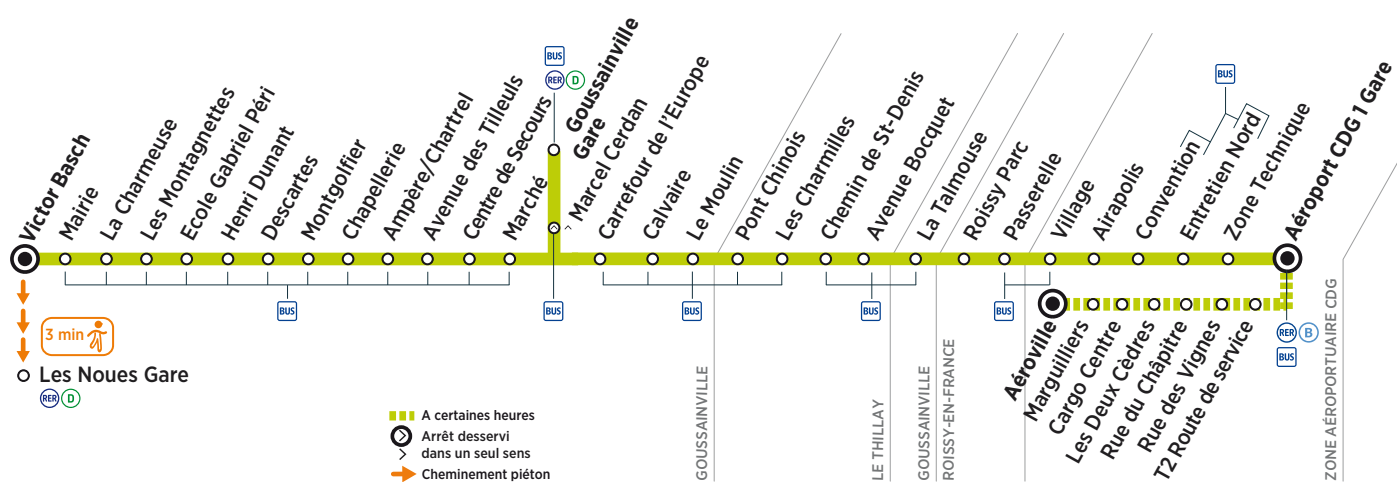 Victor Basch
Mairie
La Charmeuse
Les Montagnettes
Ecole Gabriel Péri
Henri Dunant
Descartes
Montgolfier
Chapellerie
Ampère/Chartrel
Avenue des Tilleuls
Centre de Secours
Marché
BUS
RER D
Goussainville
Gare
Marcel Cerdan
Carrefour de l'Europe
Calvaire
Le Moulin
Pont Chinois
Les Charmilles
Chemin de St-Denis
Avenue Bocquet
La Talmouse
Roissy Parc
Passerelle
Village
Airapolis
BUS
Convention
Entretien Nord
Zone Technique
Aéroport CDG 1 Gare
BUS
BUS
BUS
BUS
BUS
RER B
BUS
3 min
Les Noues Gare
RER D
Aéroville
Marguilliers
Cargo Centre
Les Deux Cèdres
Rue du Châpitre
Rue des Vignes
T2 Route de service
GOUSSAINVILLE
LE THILLAY
GOUSSAINVILLE
ROISSY-EN-FRANCE
ZONE AÉROPORTUAIRE CDG
A certaines heures
Arrêt desservi
dans un seul sens
Cheminement piéton